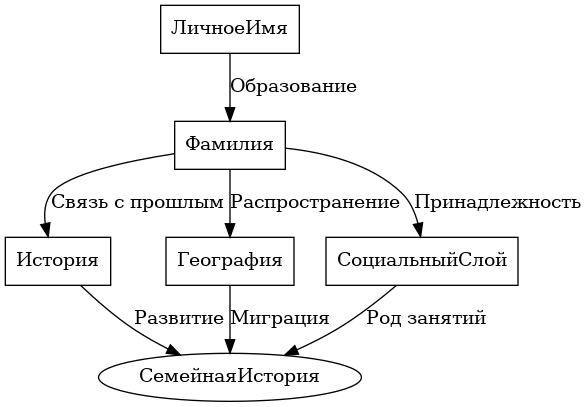 ЛичноеИмя
Образование
Фамилия
Связь с прошлым
Распространение
Принадлежность
История
География
СоциальныйСлой
Развитие
Миграция
Род занятий
СемейнаяИстория